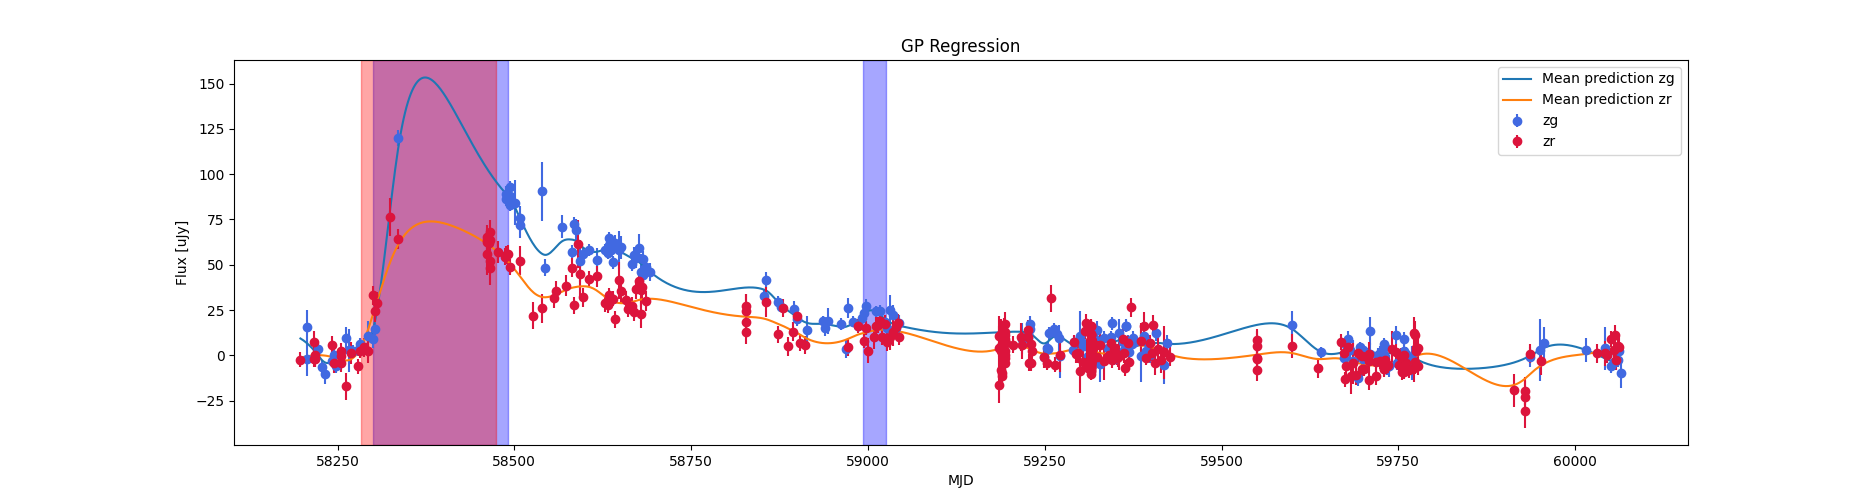 GP Regression
Mean prediction zg
Mean prediction zr
zg
zr
Flux [uJy]
150
125
100
75
50
25
0
−25
58250
58500
58750
59000
59250
59500
59750
60000
MJD